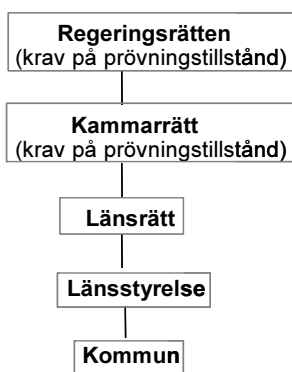 Regeringsrätten
(krav på prövningstillstånd)
Kammarrätt
(krav på prövningstillstånd)
Länsrätt
Länsstyrelse
Kommun